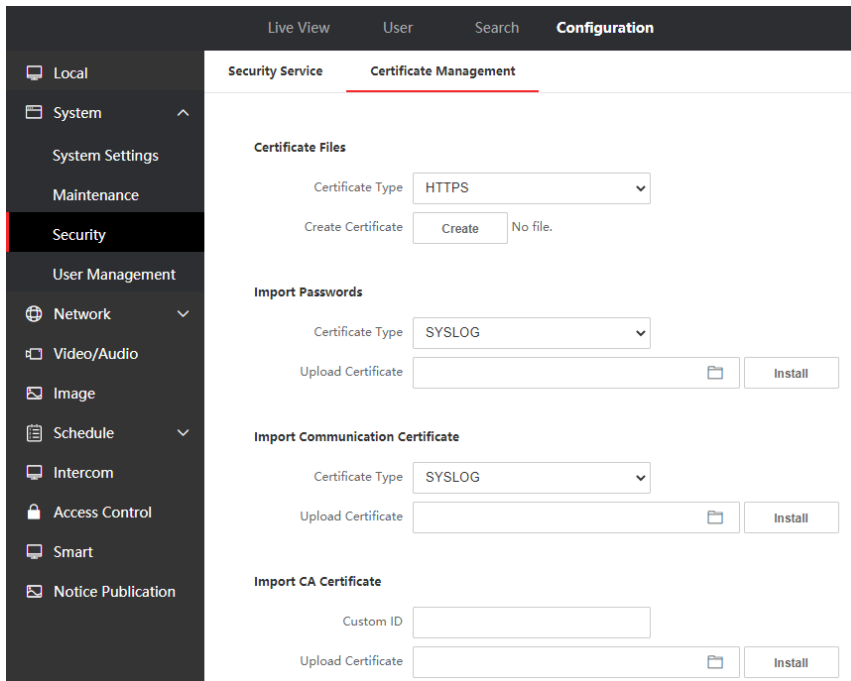 Live View User Search Configuration
Local
System
System Settings
Maintenance
Security
User Management
Network
Video/Audio
Image
Schedule
Intercom
Access Control
Smart
Notice Publication
Security Service Certificate Management
Certificate Files
Certificate Type HTTPS
Create Certificate Create No file.
Import Passwords
Certificate Type SYSLOG
Upload Certificate Install
Import Communication Certificate
Certificate Type SYSLOG
Upload Certificate Install
Import CA Certificate
Custom ID
Upload Certificate Install